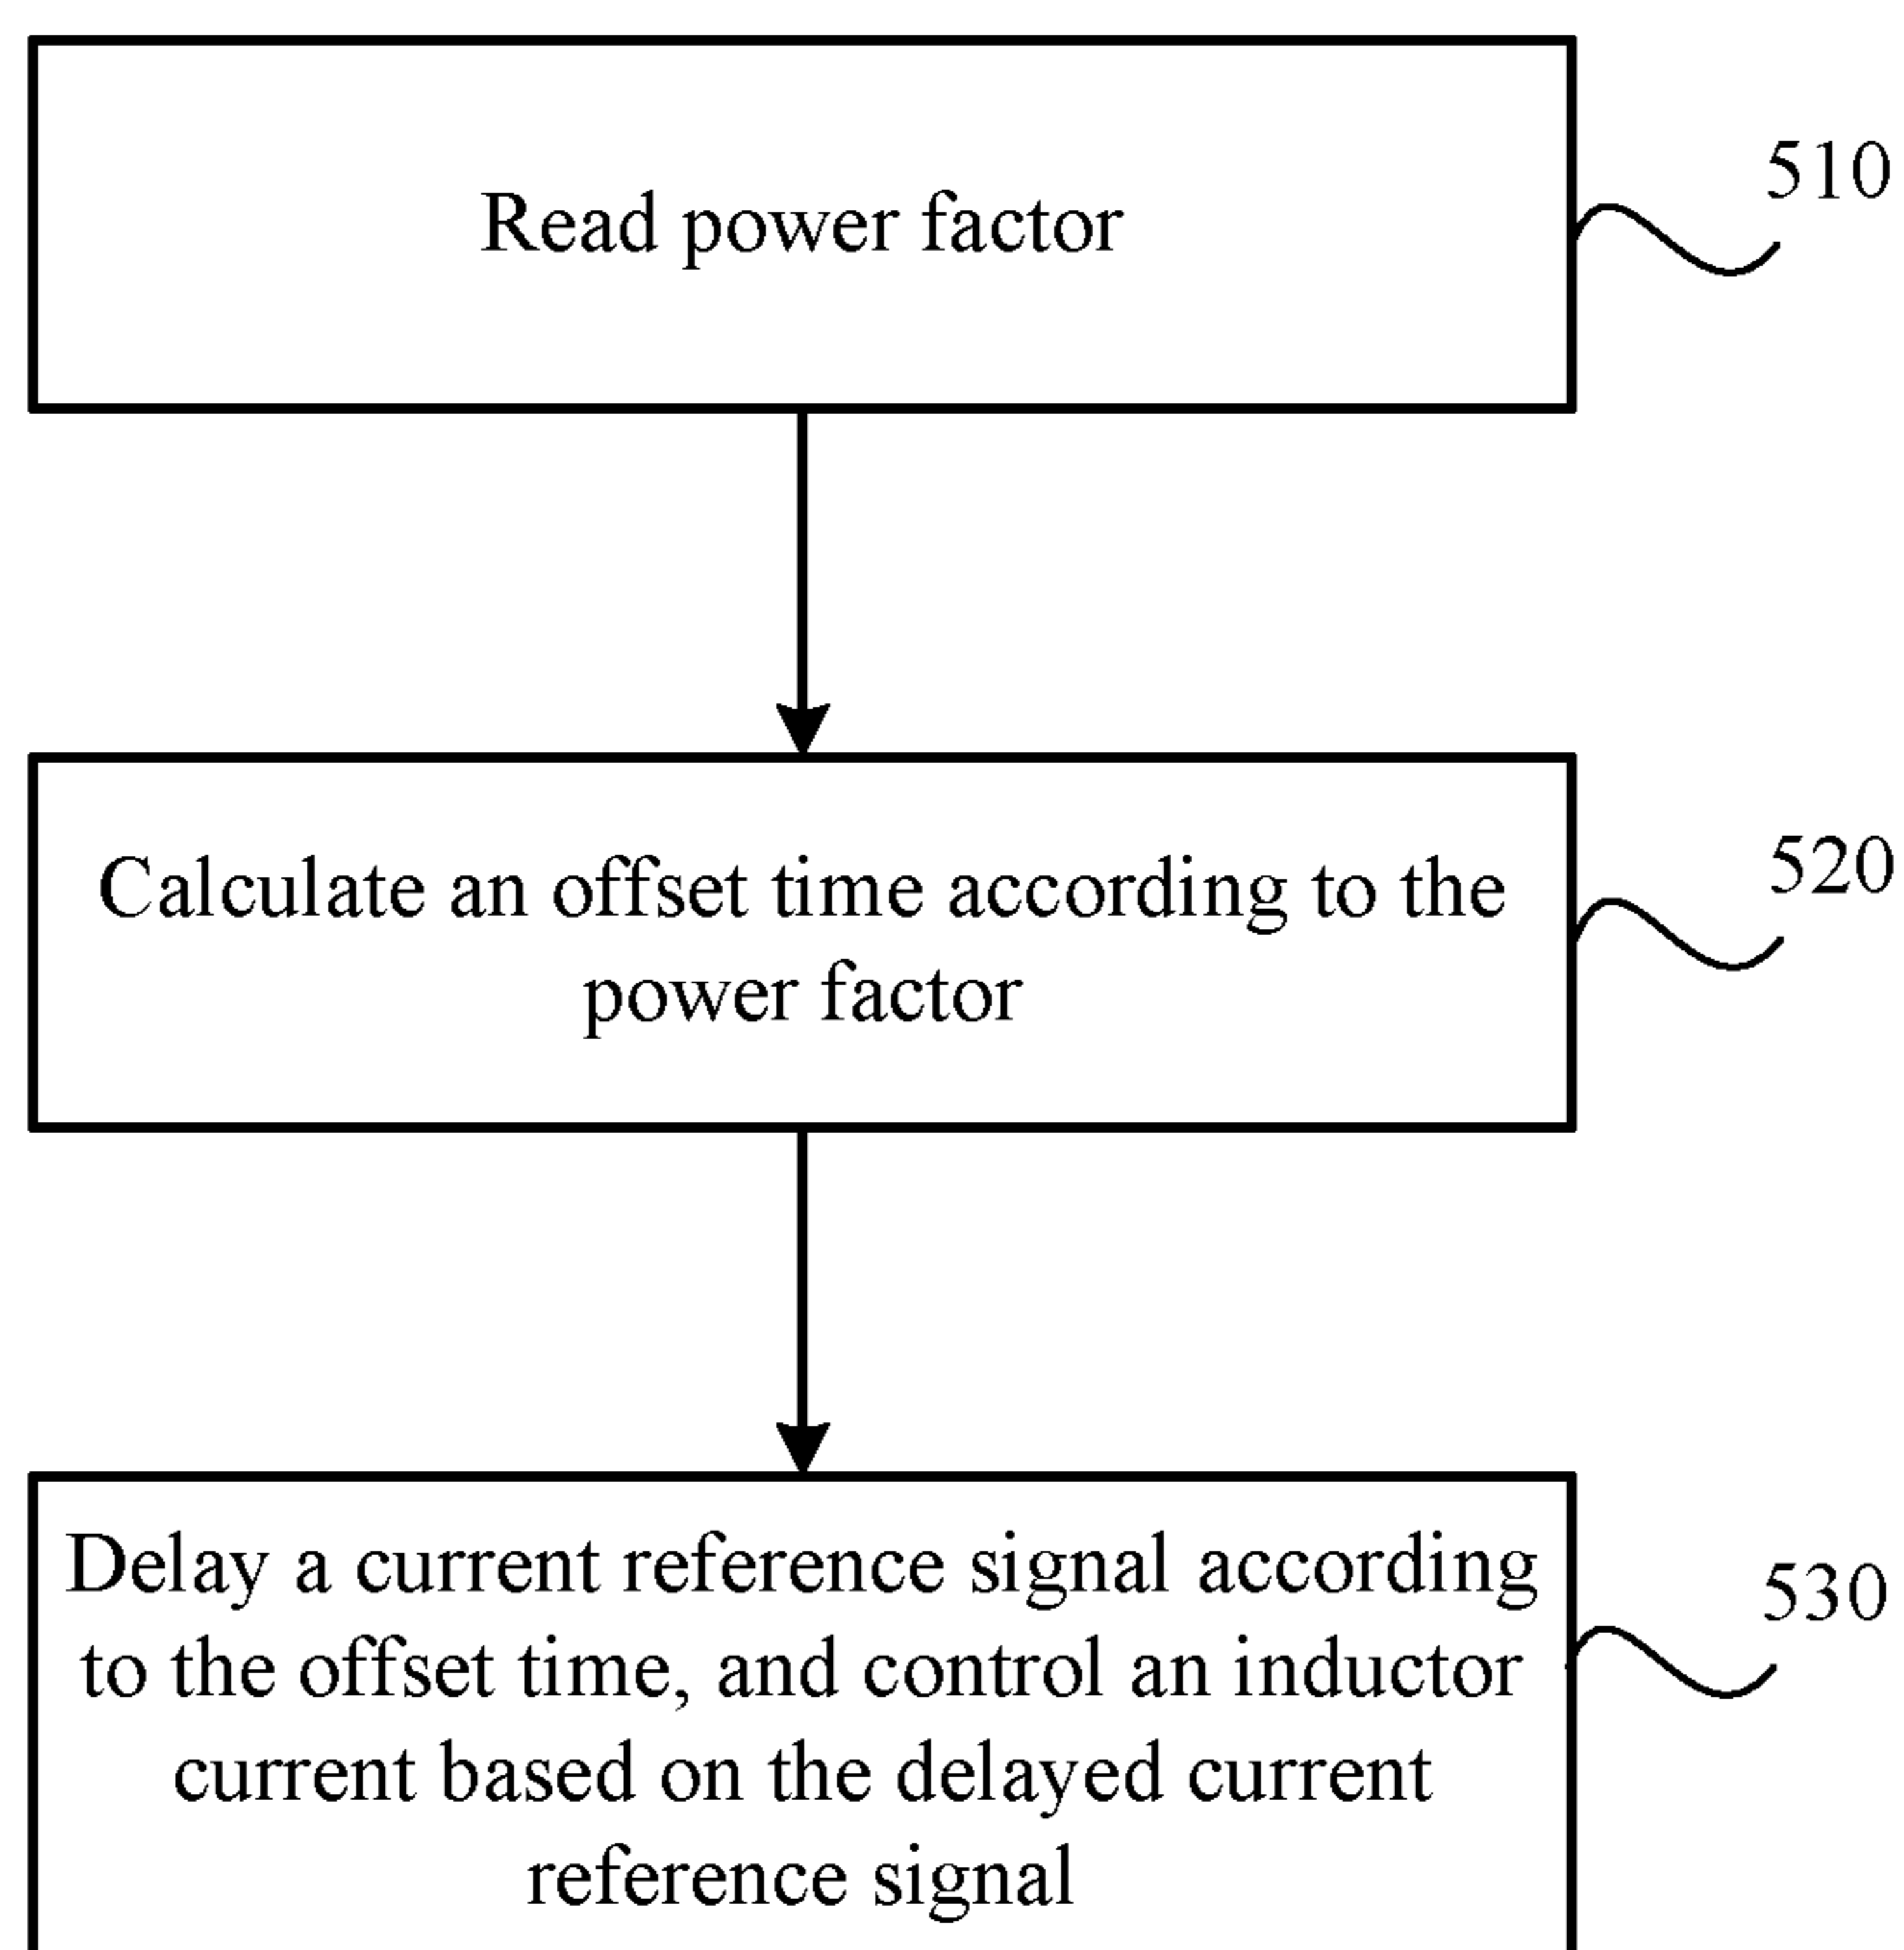 Read power factor
510
Calculate an offset time according to the
power factor
520
Delay a current reference signal according
to the offset time, and control an inductor
current based on the delayed current
reference signal
530